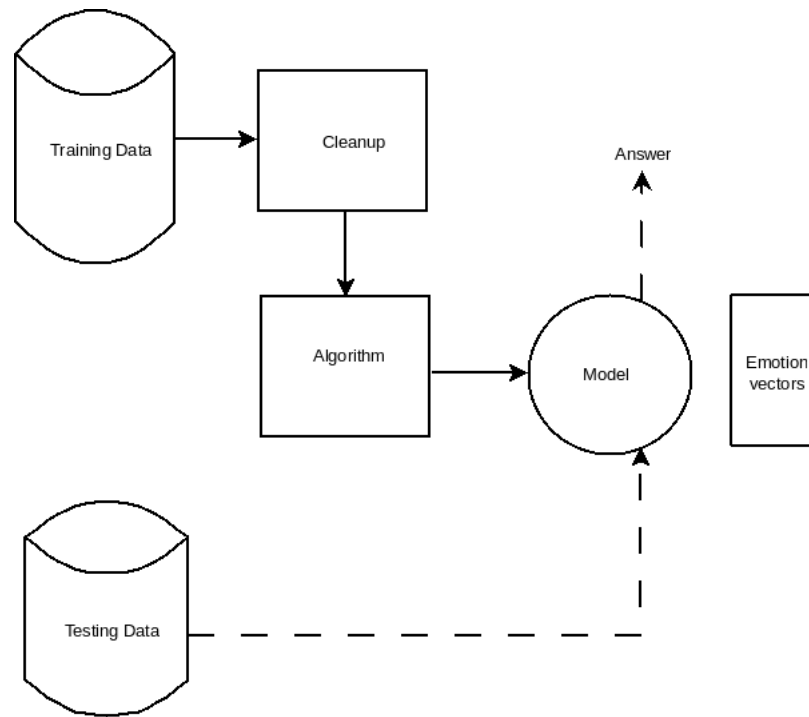 Training Data
Cleanup
Answer
Algorithm
Model
Emotion
vectors
Testing Data